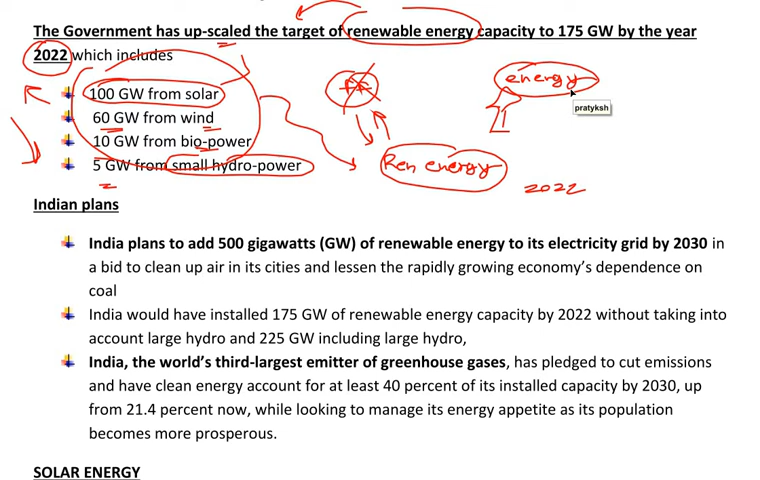 The Government has up-scaled the target of renewable energy capacity to 175 GW by the year
2022 which includes
100 GW from solar
60 GW from wind
10 GW from bio-power
5 GW from small hydro-power
energy
pratyksh
Ren energy
2022
Indian plans
India plans to add 500 gigawatts (GW) of renewable energy to its electricity grid by 2030 in
a bid to clean up air in its cities and lessen the rapidly growing economy's dependence on
coal
India would have installed 175 GW of renewable energy capacity by 2022 without taking into
account large hydro and 225 GW including large hydro,
India, the world's third-largest emitter of greenhouse gases, has pledged to cut emissions
and have clean energy account for at least 40 percent of its installed capacity by 2030, up
from 21.4 percent now, while looking to manage its energy appetite as its population
becomes more prosperous.
SOLAR ENERGY